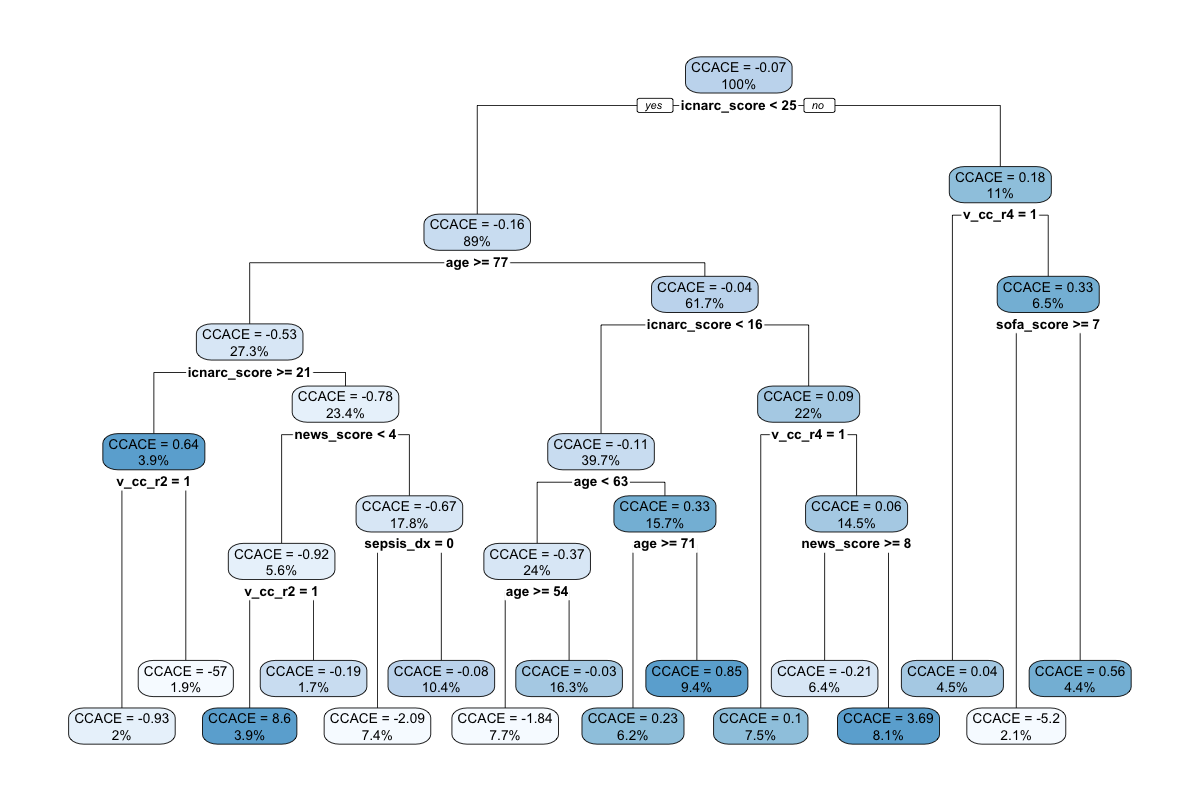 CCACE = -0.07
100%
yes
icnarc_score < 25
no
CCACE = 0.18
11%
v_cc_r4 = 1
CCACE = -0.16
89%
age >= 77
CCACE = -0.04
61.7%
icnarc_score < 16
CCACE = 0.33
6.5%
sofa_score >= 7
CCACE = -0.53
27.3%
icnarc_score >= 21
CCACE = -0.78
23.4%
news_score < 4
CCACE = 0.09
22%
v_cc_r4 = 1
CCACE = 0.64
3.9%
v_cc_r2 = 1
CCACE = -0.11
39.7%
age < 63
CCACE = -0.67
17.8%
sepsis_dx = 0
CCACE = 0.33
15.7%
age >= 71
CCACE = 0.06
14.5%
news_score >= 8
CCACE = -0.92
5.6%
v_cc_r2 = 1
CCACE = -0.37
24%
age >= 54
CCACE = -57
1.9%
CCACE = -0.19
1.7%
CCACE = -0.08
10.4%
CCACE = -0.03
16.3%
CCACE = 0.85
9.4%
CCACE = -0.21
6.4%
CCACE = 0.04
4.5%
CCACE = 0.56
4.4%
CCACE = -0.93
2%
CCACE = 8.6
3.9%
CCACE = -2.09
7.4%
CCACE = -1.84
7.7%
CCACE = 0.23
6.2%
CCACE = 0.1
7.5%
CCACE = 3.69
8.1%
CCACE = -5.2
2.1%